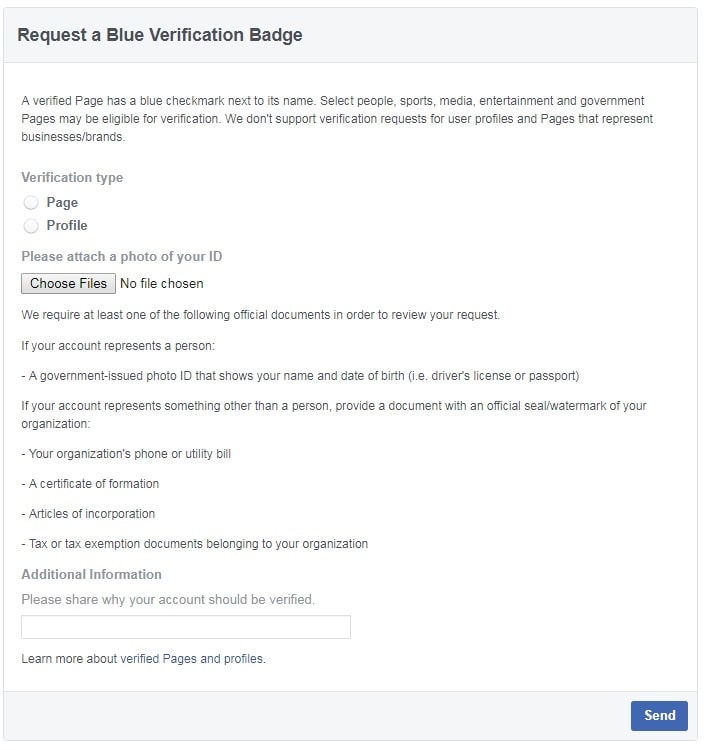 Request a Blue Verification Badge
A verified Page has a blue checkmark next to its name. Select people, sports, media, entertainment and government
Pages may be eligible for verification. We don't support verification requests for user profiles and Pages that represent
businesses/brands.
Verification type
Page
Profile
Please attach a photo of your ID
Choose Files No file chosen
We require at least one of the following official documents in order to review your request.
If your account represents a person:
- A government-issued photo ID that shows your name and date of birth (i.e. driver's license or passport)
If your account represents something other than a person, provide a document with an official seal/watermark of your
organization:
- Your organization's phone or utility bill
- A certificate of formation
- Articles of incorporation
- Tax or tax exemption documents belonging to your organization
Additional Information
Please share why your account should be verified.
Learn more about verified Pages and profiles.
Send